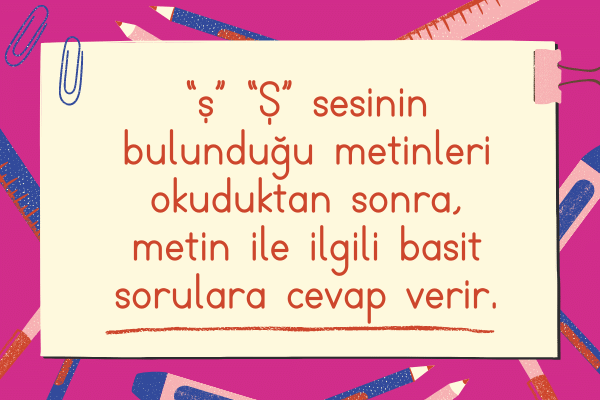 “ş” “Ş” sesinin
bulunduğu metinleri
okuduktan sonra,
metin ile ilgili basit
sorulara cevap verir.